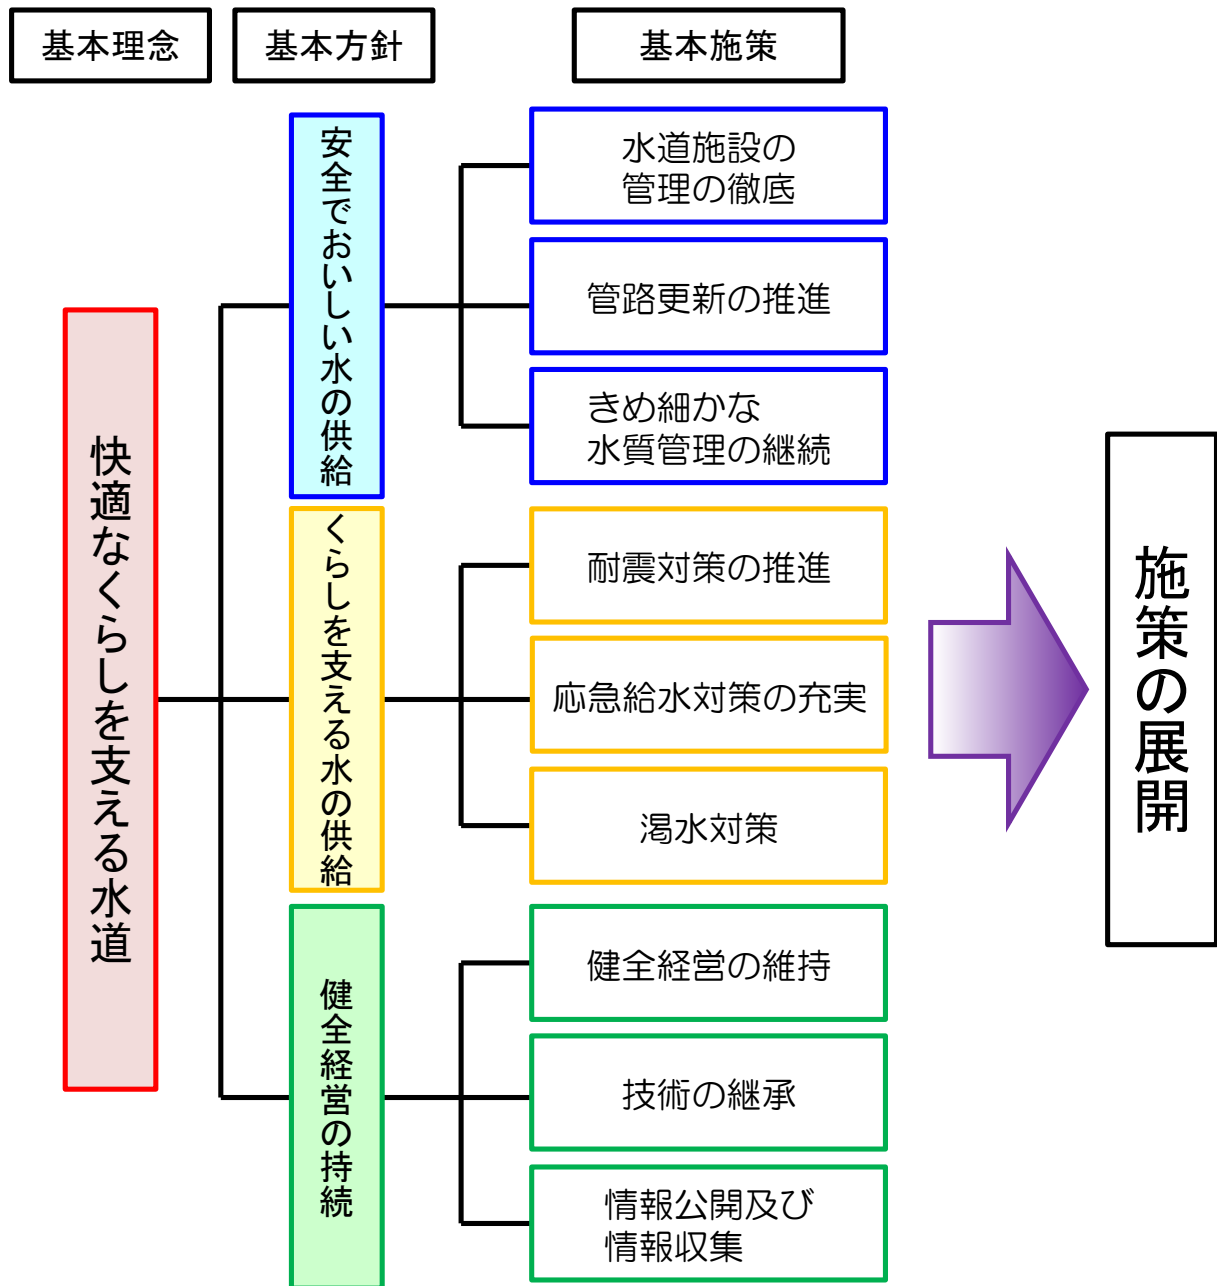 基本理念
基本方針
基本施策
快適なくらしを支える水道
安全でおいしい水の供給
水道施設の
管理の徹底
管路更新の推進
きめ細かな
水質管理の継続
くらしを支える水の供給
耐震対策の推進
応急給水対策の充実
渇水対策
健全経営の持続
健全経営の維持
技術の継承
情報公開及び
情報収集
施策の展開